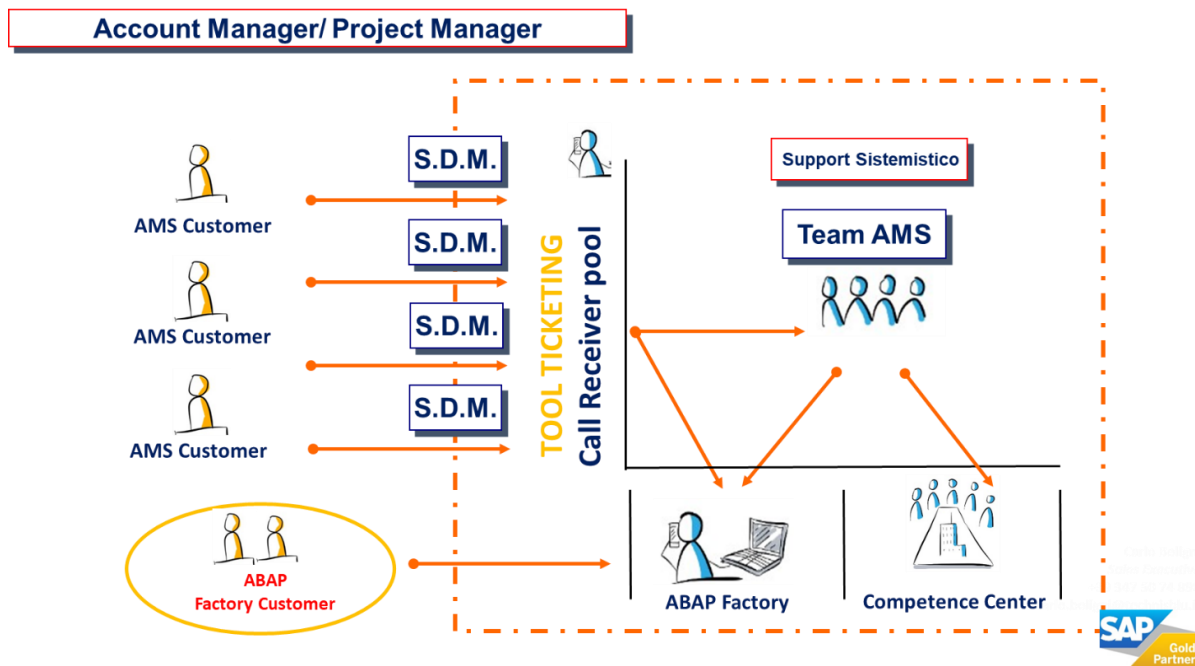 Account Manager/ Project Manager
S.D.M.
AMS Customer
S.D.M.
AMS Customer
S.D.M.
AMS Customer
S.D.M.
TOOL TICKETING
Call Receiver pool
Support Sistemistico
Team AMS
ABAP
Factory Customer
ABAP Factory
Competence Center
SAP
Gold
Partner